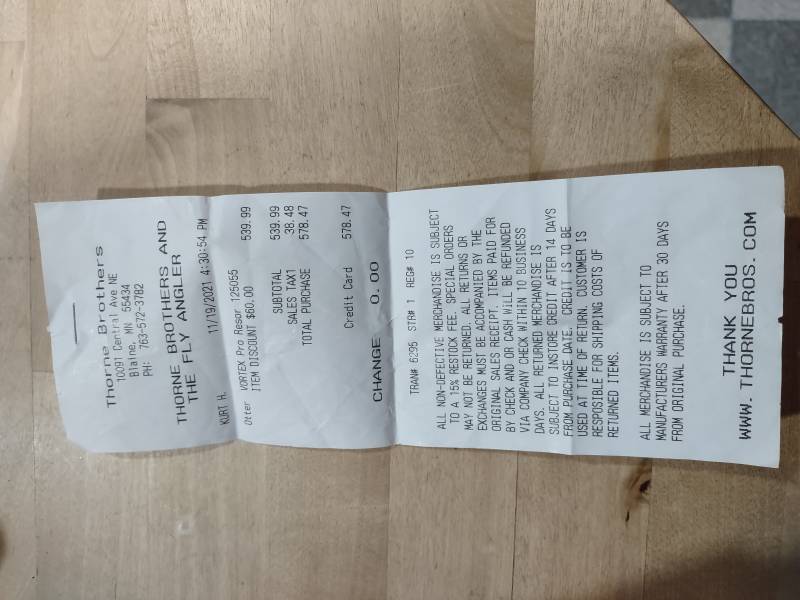 Thorne Brothers
10091 Central Ave NE
Blaine, MN 55434
PH: 763-572-3782
THORNE BROTHERS AND
THE FLY ANGLER
KURT H. 11/19/2021 4:30:54 PM
Otter VORTEX Pro Resor 125055 539.99
ITEM DISCOUNT $60.00
SUBTOTAL 539.99
SALES TAX1 38.48
TOTAL PURCHASE 578.47
Credit Card 578.47
CHANGE 0.00
TRAN# 6295 STR# 1 REG# 10
ALL NON-DEFECTIVE MERCHANDISE IS SUBJECT
TO A 15% RESTOCK FEE. SPECIAL ORDERS
MAY NOT BE RETURNED. ALL RETURNS OR
EXCHANGES MUST BE ACCOMPANIED BY THE
ORIGINAL SALES RECEIPT. ITEMS PAID FOR
BY CHECK AND OR CASH WILL BE REFUNDED
VIA COMPANY CHECK WITHIN 10 BUSINESS
DAYS. ALL RETURNED MERCHANDISE IS
SUBJECT TO INSTORE CREDIT AFTER 14 DAYS
FROM PURCHASE DATE. CREDIT IS TO BE
USED AT TIME OF RETURN. CUSTOMER IS
RESPOSIBLE FOR SHIPPING COSTS OF
RETURNED ITEMS.
ALL MERCHANDISE IS SUBJECT TO
MANUFACTURERS WARRANTY AFTER 30 DAYS
FROM ORIGINAL PURCHASE.
THANK YOU
WWW. THORNEBROS. COM